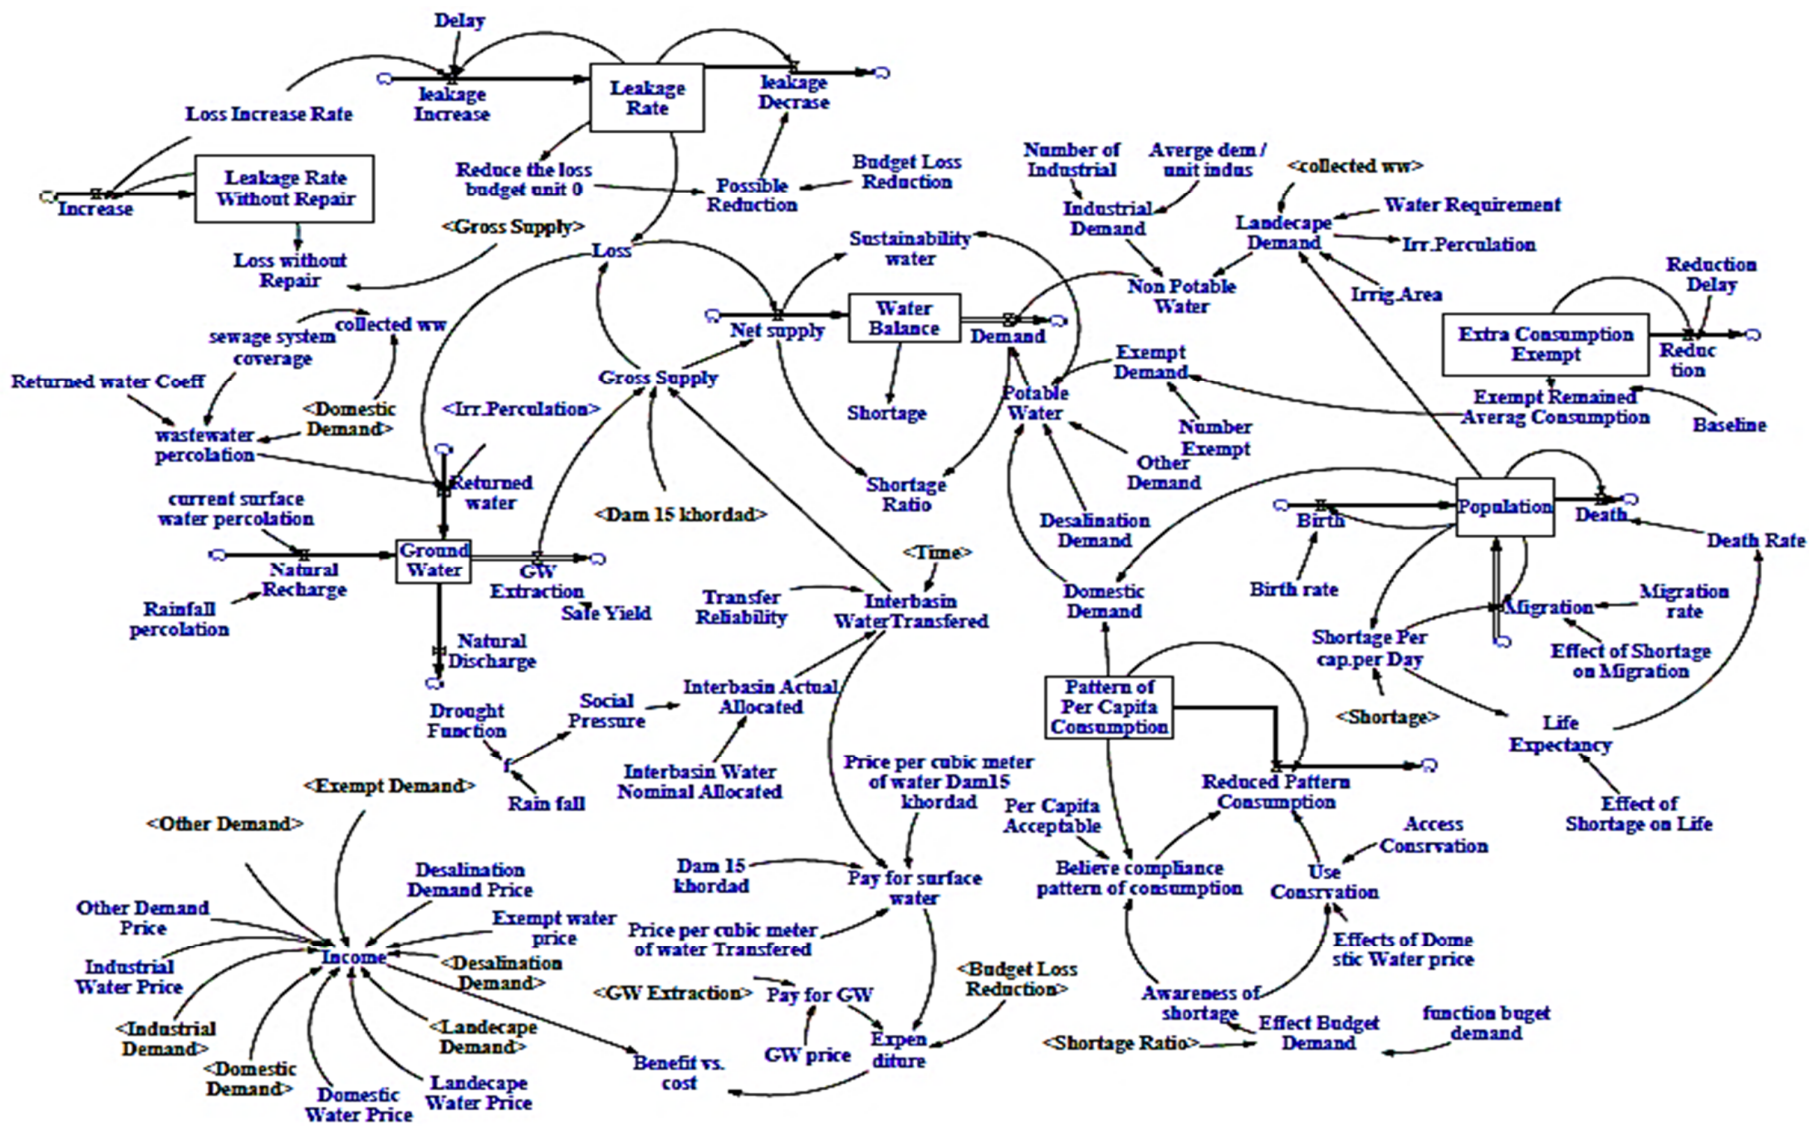 Delay
leakage
Increase
Leakage
Rate
leakage
Decrase
Loss Increase Rate
Leakage Rate
Without Repair
Increase
Reduce the loss
budget unit 0
Possible
Reduction
Budget Loss
Reduction
<Gross Supply>
Loss without
Repair
Loss
Number of
Industrial
Averge dem /
unit indus
<collected ww>
Industrial
Demand
Landecape
Demand
Water Requirement
Irr.Perculation
Irrig.Area
Non Potable
Water
Sustainability
water
Net supply
Water
Balance
Demand
Shortage
Reduction
Delay
Extra Consumption
Exempt
Reduc
tion
Exempt Remained
Averag Consumption
Baseline
sewage system
coverage
collected ww
Returned water Coeff
<Domestic
Demand>
wastewater
percolation
<Irr.Perculation>
Gross Supply
Exempt
Demand
Potable
Water
Number
Exempt
Other
Demand
Desalination
Demand
Shortage
Ratio
<Dam 15 khordad>
Returned
water
current surface
water percolation
Natural
Recharge
Ground
Water
GW
Extraction
Safe Yield
Rainfall
percolation
Natural
Discharge
<Time>
Transfer
Reliability
Interbasin
WaterTransfered
Domestic
Demand
Population
Birth
Death
Birth rate
Death Rate
Migration
Migration
rate
Effect of Shortage
on Migration
Shortage Per
cap.per Day
<Shortage>
Life
Expectancy
Effect of
Shortage on Life
Pattern of
Per Capita
Consumption
Reduced Pattern
Consumption
Drought
Function
Social
Pressure
Interbasin Actual
Allocated
f
Rain fall
Interbasin Water
Nominal Allocated
Price per cubic meter
of water Dam15
khordad
Per Capita
Acceptable
Believe compliance
pattern of consumption
Access
Consrvation
Use
Consrvation
Effects of Dome
stic Water price
Awareness of
shortage
<Shortage Ratio>
Effect Budget
Demand
function buget
demand
Dam 15
khordad
Pay for surface
water
Price per cubic meter
of water Transfered
<GW Extraction>
Pay for GW
GW price
<Budget Loss
Reduction>
Expen
diture
Benefit vs.
cost
<Exempt Demand>
<Other Demand>
Desalination
Demand Price
Other Demand
Price
Exempt water
price
Income
Industrial
Water Price
<Desalination
Demand>
<Industrial
Demand>
<Landecape
Demand>
<Domestic
Demand>
Domestic
Water Price
Landecape
Water Price